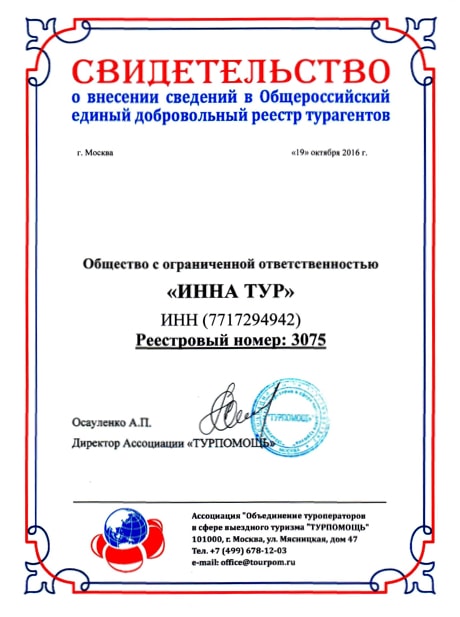 СВИДЕТЕЛЬСТВО
о внесении сведений в Общероссийский
единый добровольный реестр турагентов
г. Москва «19» октября 2016 г.
Общество с ограниченной ответственностью
«ИННА ТУР»
ИНН (7717294942)
Реестровый номер: 3075
Осауленко А.П.
"ТУРПОМОЩЬ"
Директор Ассоциации «ТУРПОМОЩЬ»
Ассоциация "Объединение туроператоров
в сфере выездного туризма "ТУРПОМОЩЬ"
101000, г. Москва, ул. Мясницкая, дом 47
Тел. +7 (499) 678-12-03
e-mail: office@tourpom.ru